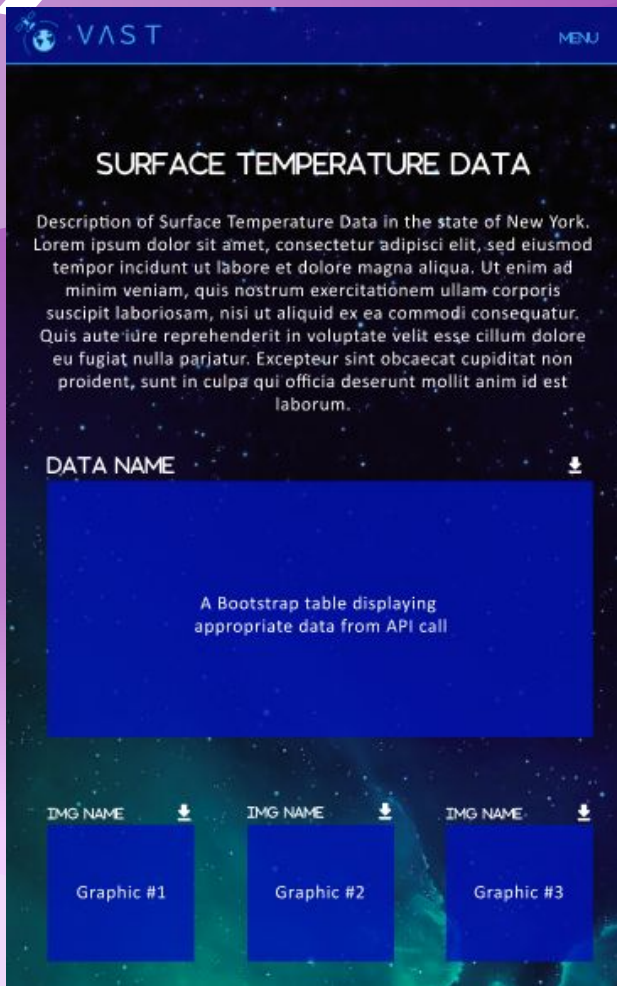 VAST
MENU
SURFACE TEMPERATURE DATA
Description of Surface Temperature Data in the state of New York.
Lorem ipsum dolor sit amet, consectetur adipisci elit, sed eiusmod
tempor incidunt ut labore et dolore magna aliqua. Ut enim ad
minim veniam, quis nostrum exercitationem ullam corporis
suscipit laboriosam, nisi ut aliquid ex ea commodi consequatur.
Quis aute iure reprehenderit in voluptate velit esse cillum dolore
eu fugiat nulla pariatur. Excepteur sint obcaecat cupiditat non
proident, sunt in culpa qui officia deserunt mollit anim id est
laborum.
DATA NAME
A Bootstrap table displaying
appropriate data from API call
IMG NAME
IMG NAME
IMG NAME
Graphic #1
Graphic #2
Graphic #3